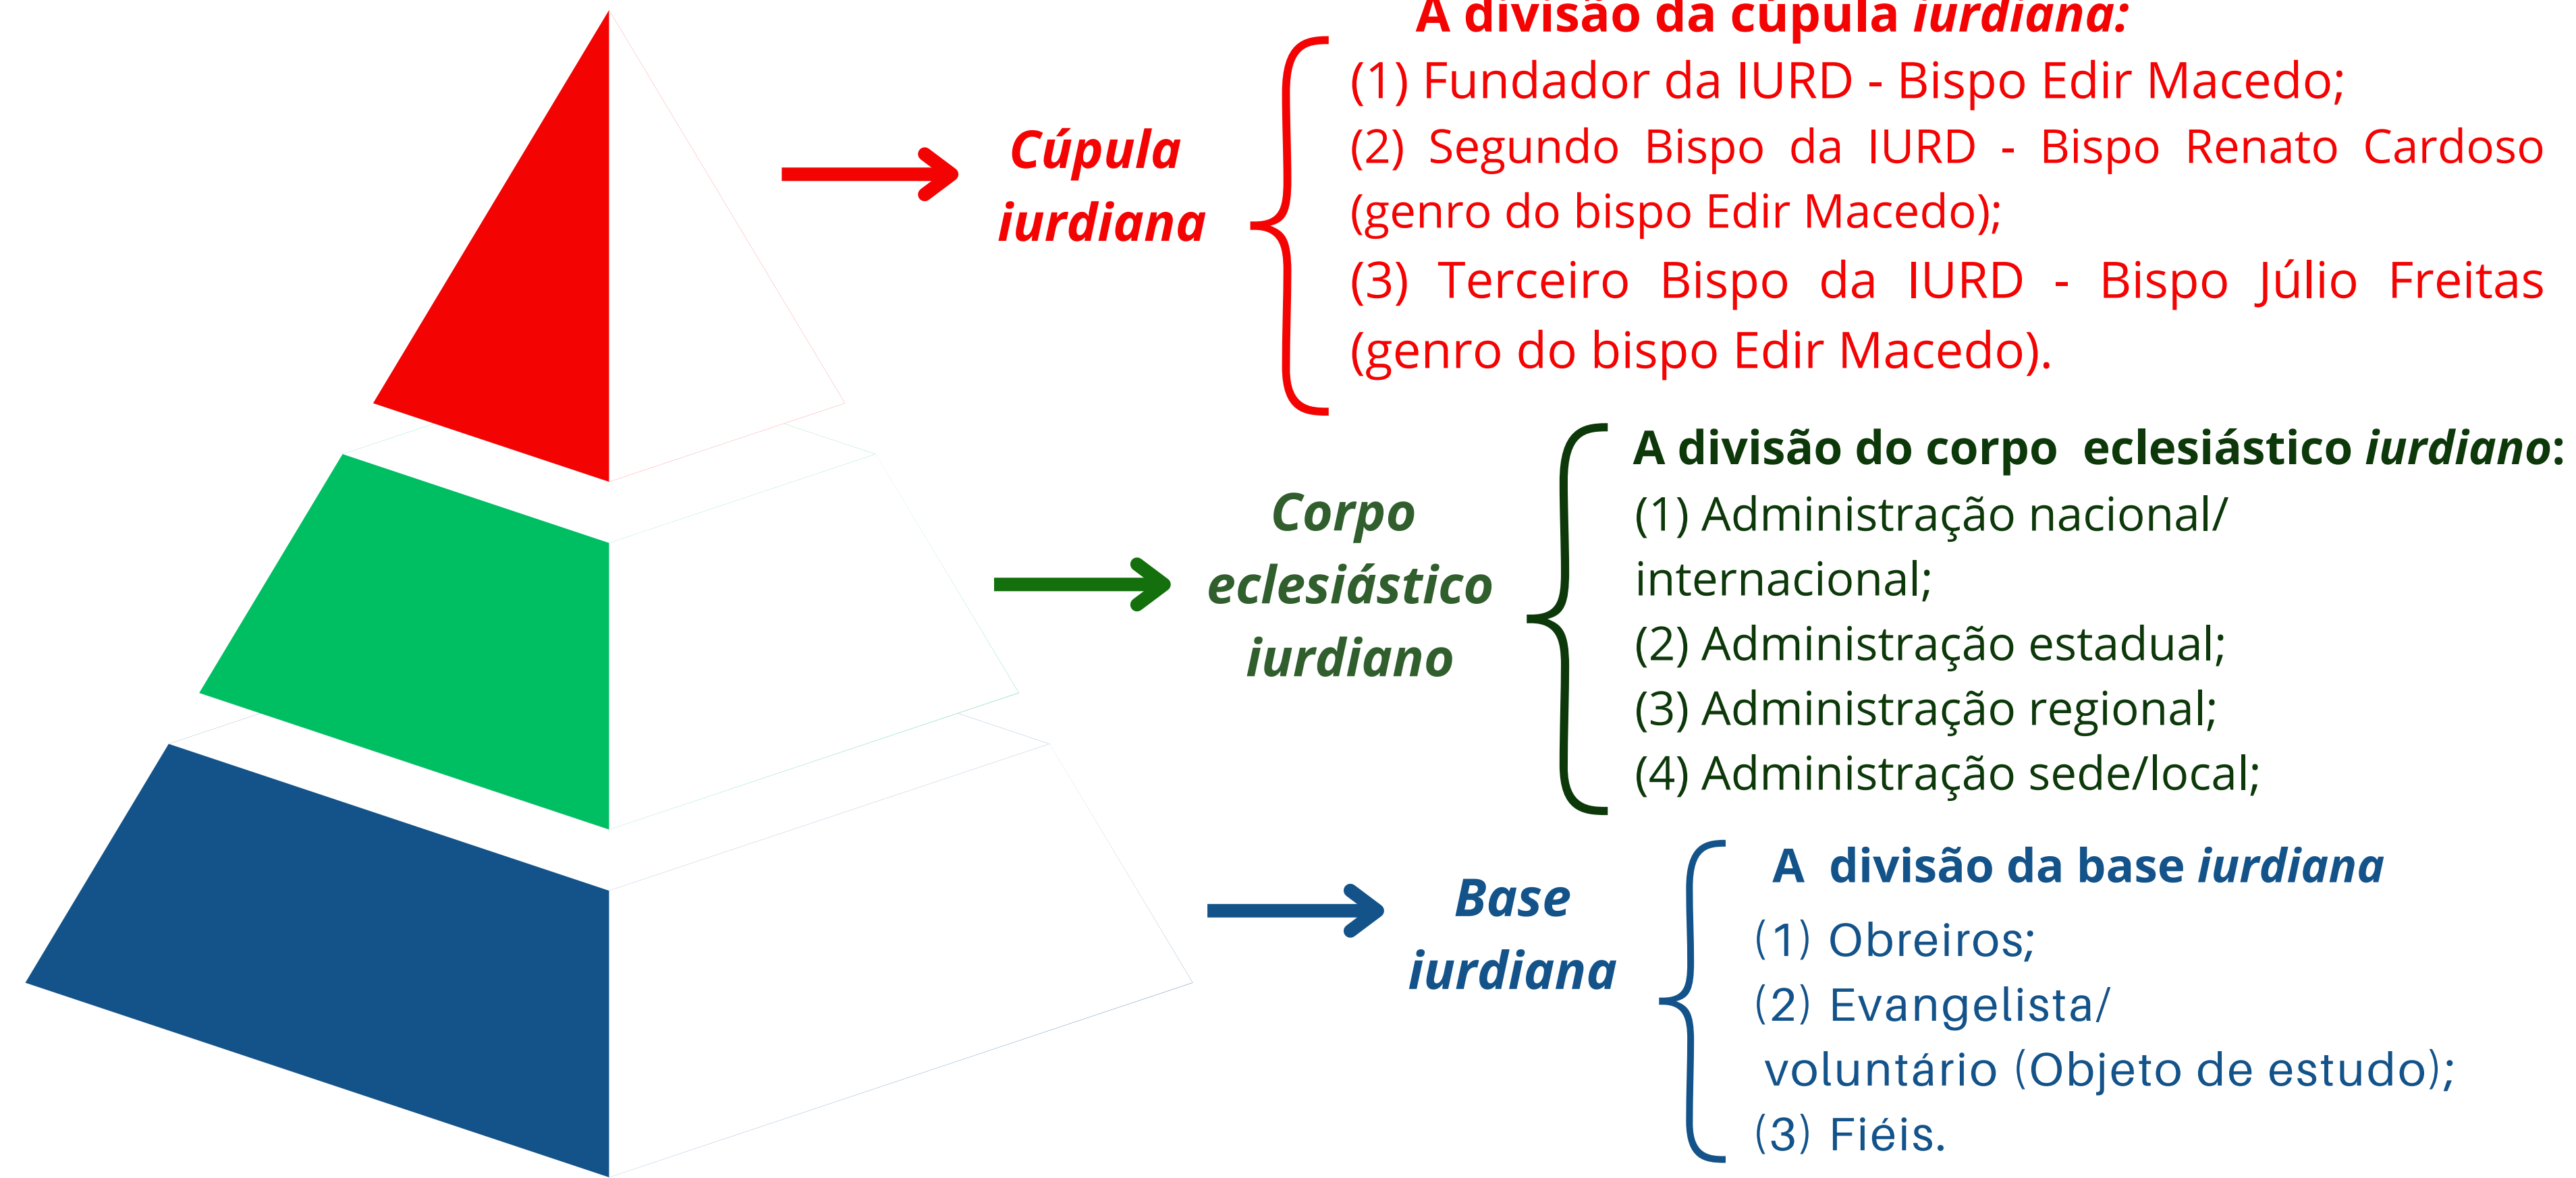 A divisão da cúpula iurdiana:
(1) Fundador da IURD - Bispo Edir Macedo;
(2) Segundo Bispo da IURD - Bispo Renato Cardoso
(genro do bispo Edir Macedo);
(3) Terceiro Bispo da IURD - Bispo Júlio Freitas
(genro do bispo Edir Macedo).
Cúpula
iurdiana
A divisão do corpo eclesiástico iurdiano:
(1) Administração nacional/
internacional;
(2) Administração estadual;
(3) Administração regional;
(4) Administração sede/local;
Corpo
eclesiástico
iurdiano
A divisão da base iurdiana
(1) Obreiros;
(2) Evangelista/
voluntário (Objeto de estudo);
(3) Fiéis.
Base
iurdiana